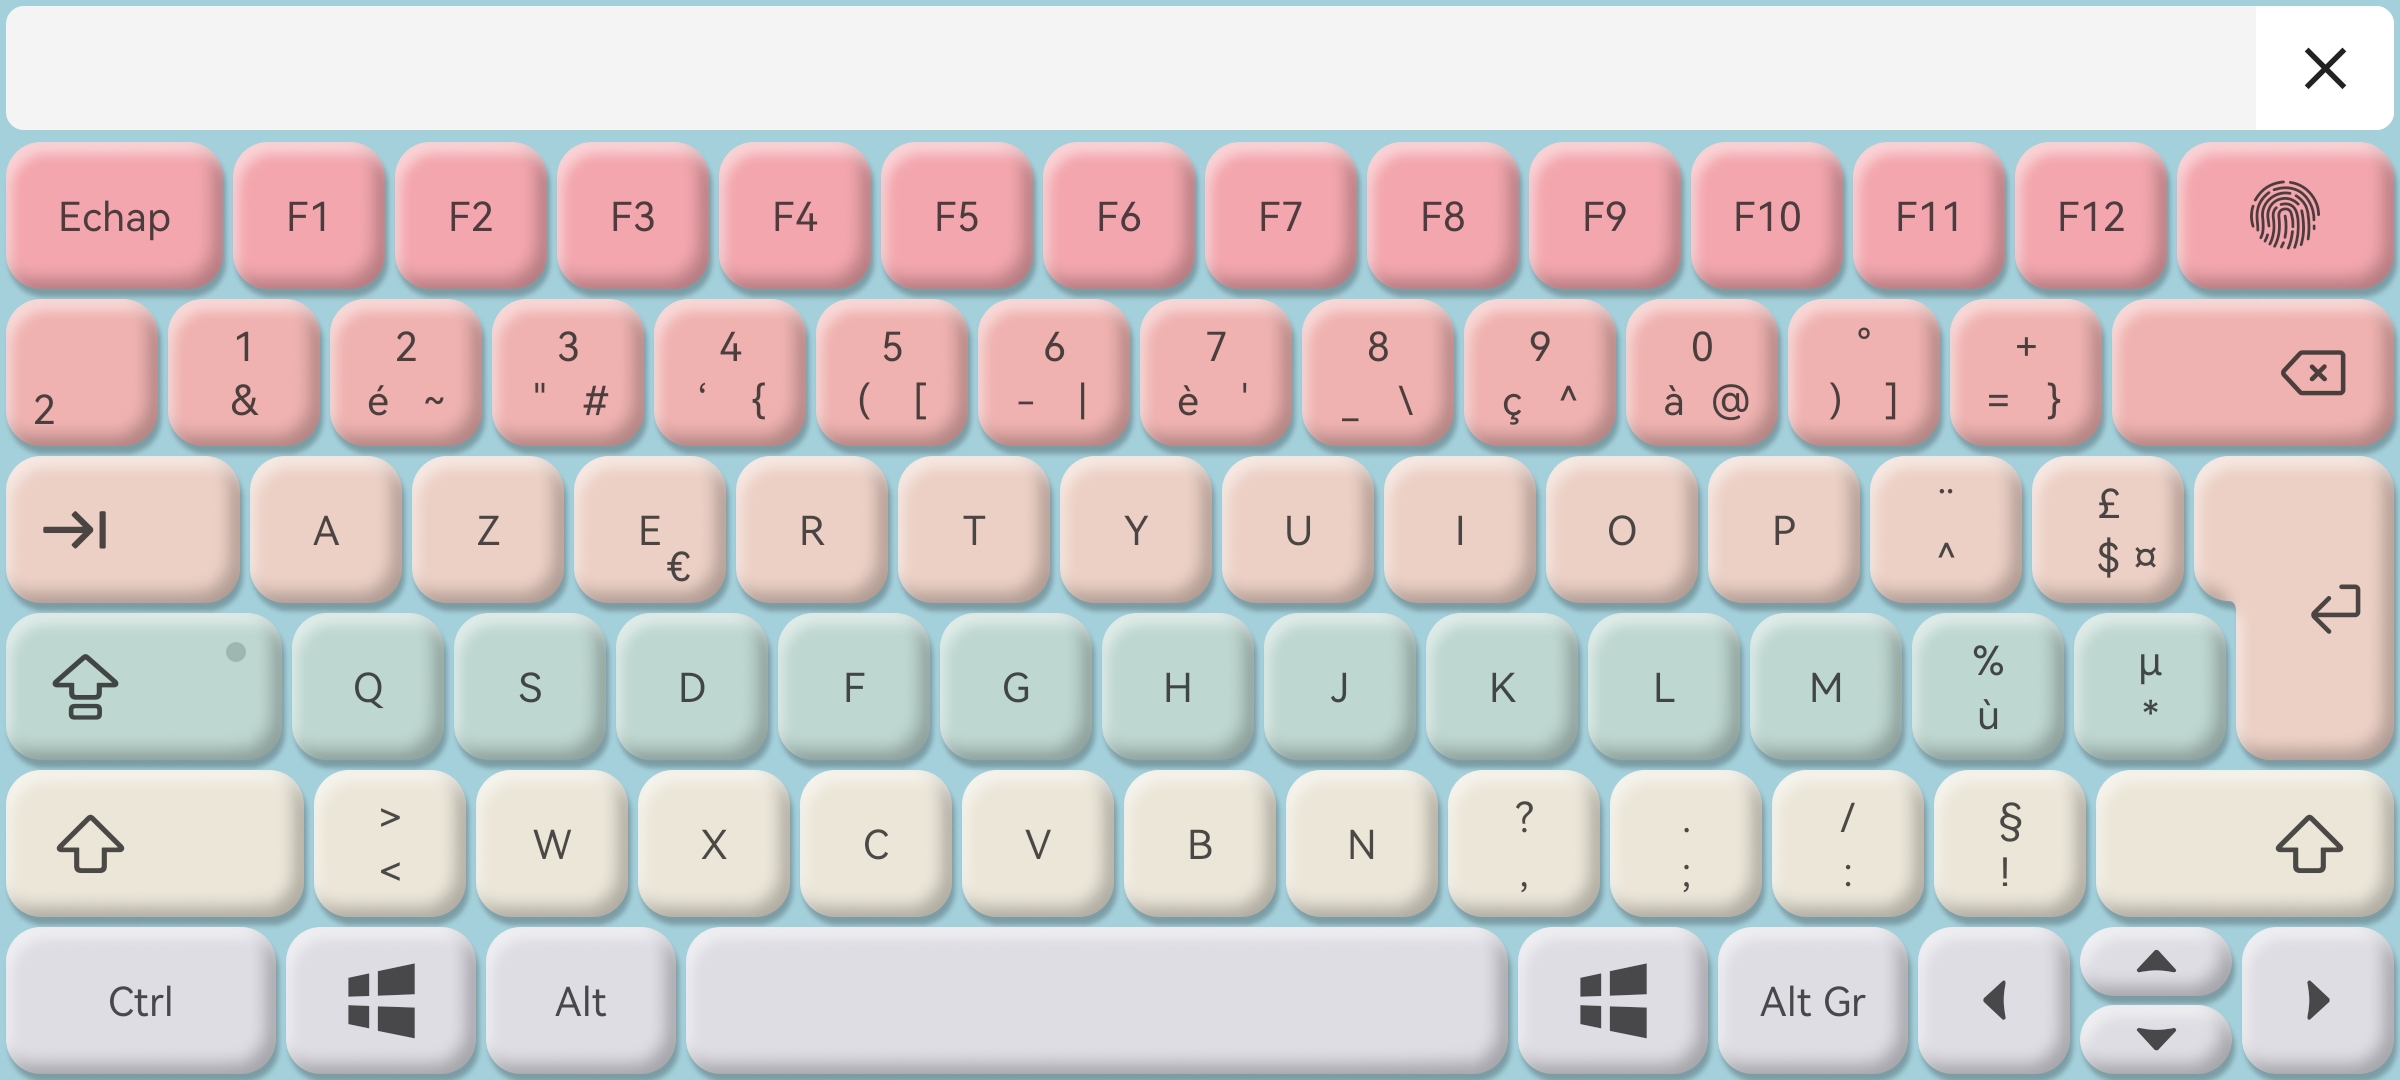 Echap F1 F2 F3 F4 F5 F6 F7 F8 F9 F10 F11 F12
1 2 3 4 5 6 7 8 9 0 ° +
2 & é ~ " # ‘ { ( [ – | è ' _ \ ç ^ à @ ) ] = }
A Z E € R T Y U I O P ¨ ^ £ $ ¤
Q S D F G H J K L M % ù µ *
> < W X C V B N ? , . ; / : § !
Ctrl Alt Alt Gr